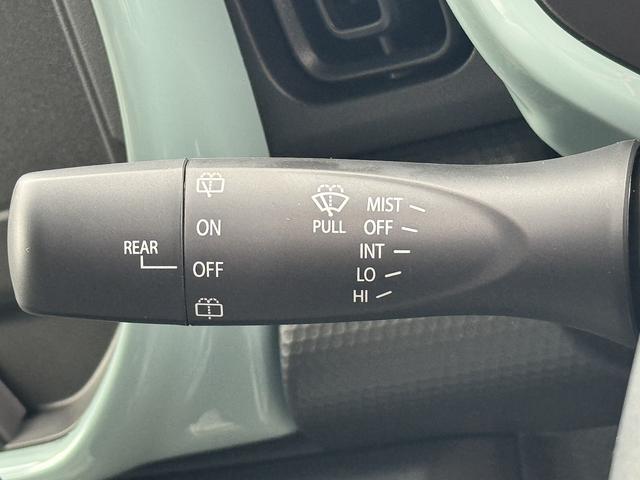 REAR
ON
OFF
PULL
MIST
OFF
INT
LO
HI